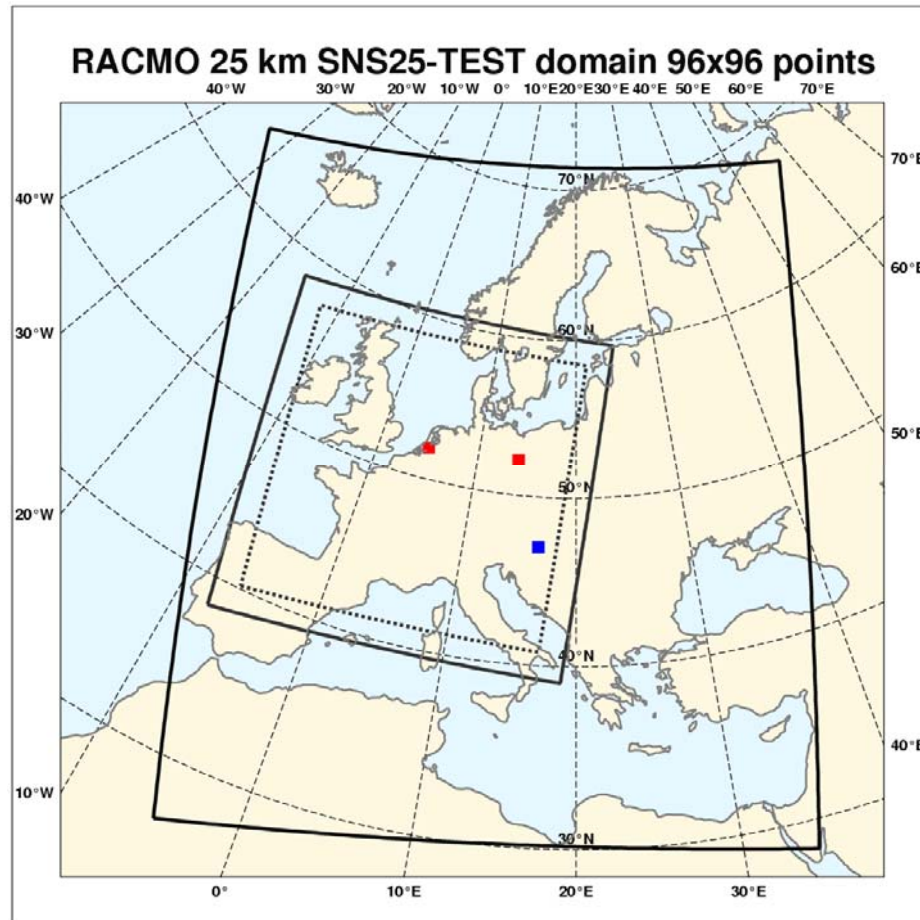 RACMO 25 km SNS25-TEST domain 96x96 points
40°W 30°W 20°W 10°W 0° 10°E 20°E 30°E 40°E 50°E 60°E 70°E
70°E
70°N
40°W
60°E
30°W
60°N
50°E
50°N
20°W
40°N
40°E
10°W
30°N
0° 10°E 20°E 30°E